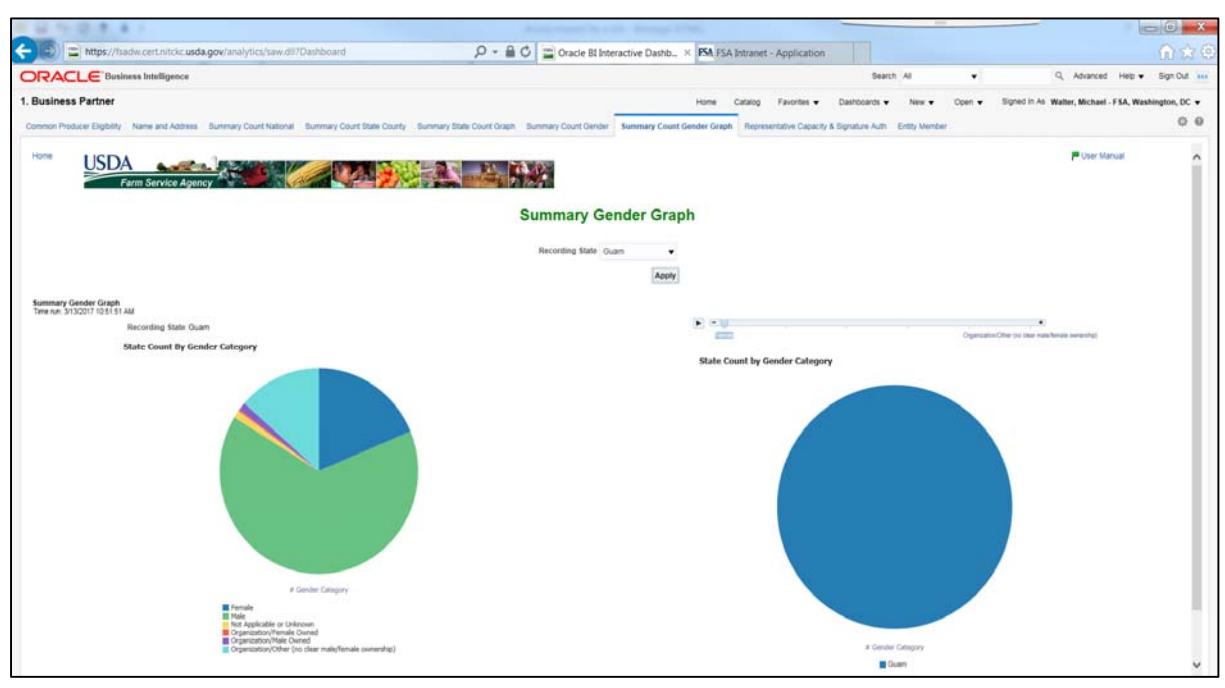 https://fsadw.cert.nitckc.usda.gov/analytics/saw.dll?Dashboard
Oracle BI Interactive Dashb... FSA FSA Intranet - Application
ORACLE Business Intelligence Search All Advanced Help Sign Out
1. Business Partner Home Catalog Favorites Dashboards New Open Signed In As Walter, Michael - FSA, Washington, DC
Common Producer Eligibility Name and Address Summary Count National Summary Count State County Summary State Count Graph Summary Count Gender Summary Count Gender Graph Representative Capacity & Signature Auth Entity Member
Home USDA User Manual
Farm Service Agency
Summary Gender Graph
Recording State Guam
Apply
Summary Gender Graph
Time run: 3/13/2017 10:51:51 AM
Recording State Guam
Female Organization/Other (no clear male/female ownership)
State Count By Gender Category
State Count by Gender Category
# Gender Category
Female
Male
Not Applicable or Unknown
Organization/Female Owned
Organization/Male Owned
Organization/Other (no clear male/female ownership)
# Gender Category
Guam